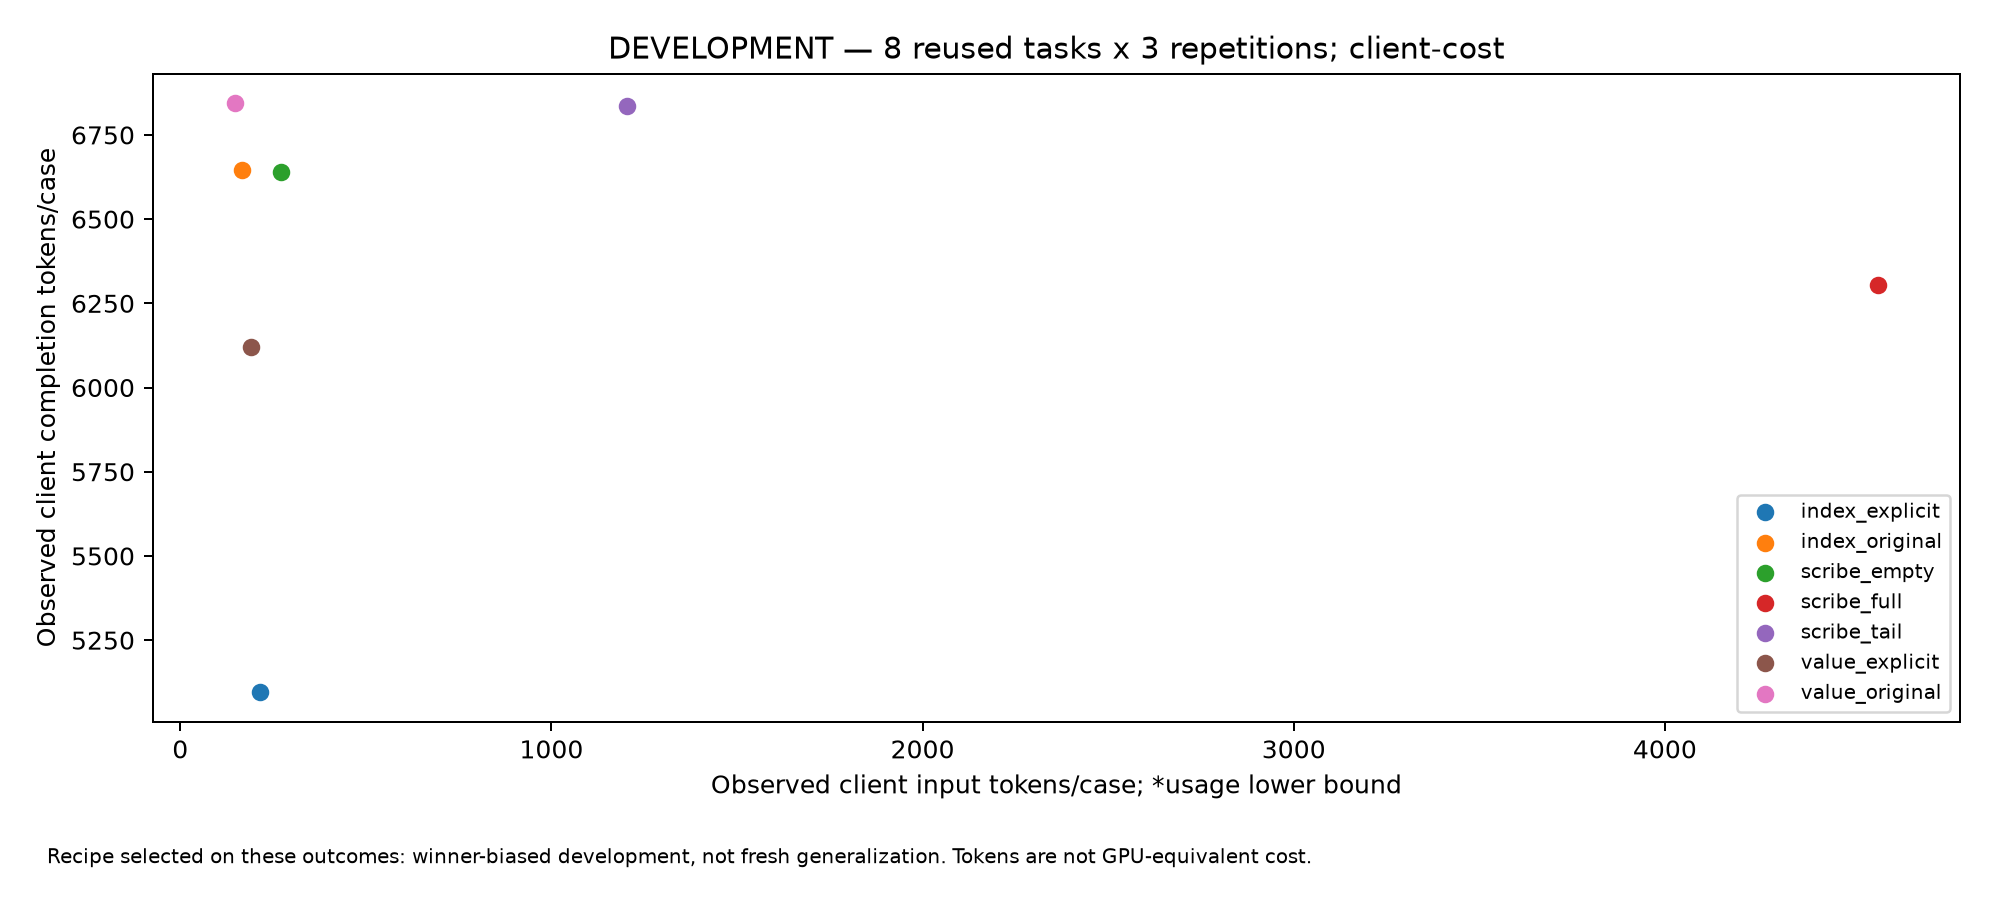 DEVELOPMENT — 8 reused tasks x 3 repetitions; client-cost
Observed client completion tokens/case
6750
6500
6250
6000
5750
5500
5250
index_explicit
index_original
scribe_empty
scribe_full
scribe_tail
value_explicit
value_original
0 1000 2000 3000 4000
Observed client input tokens/case; *usage lower bound
Recipe selected on these outcomes: winner-biased development, not fresh generalization. Tokens are not GPU-equivalent cost.